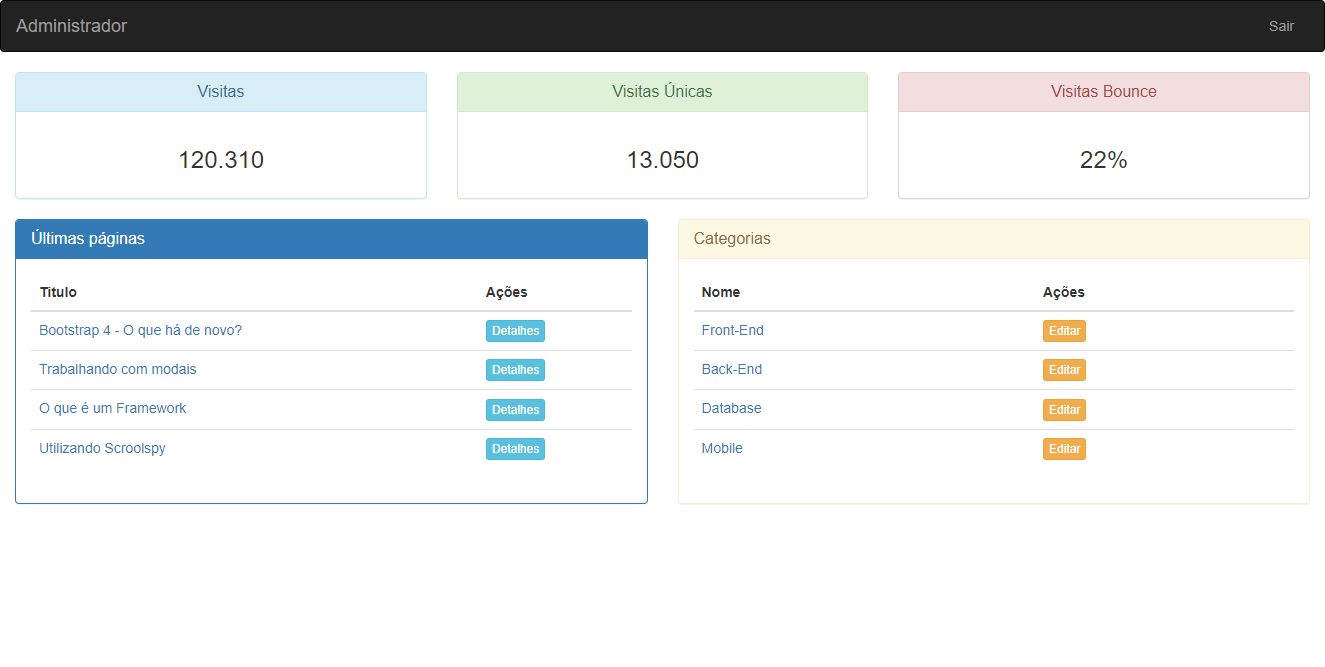 Administrador Sair
Visitas Visitas Únicas Visitas Bounce
120.310 13.050 22%
Últimas páginas
Titulo Ações
Bootstrap 4 - O que há de novo? Detalhes
Trabalhando com modais Detalhes
O que é um Framework Detalhes
Utilizando Scroolspy Detalhes
Categorias
Nome Ações
Front-End Editar
Back-End Editar
Database Editar
Mobile Editar